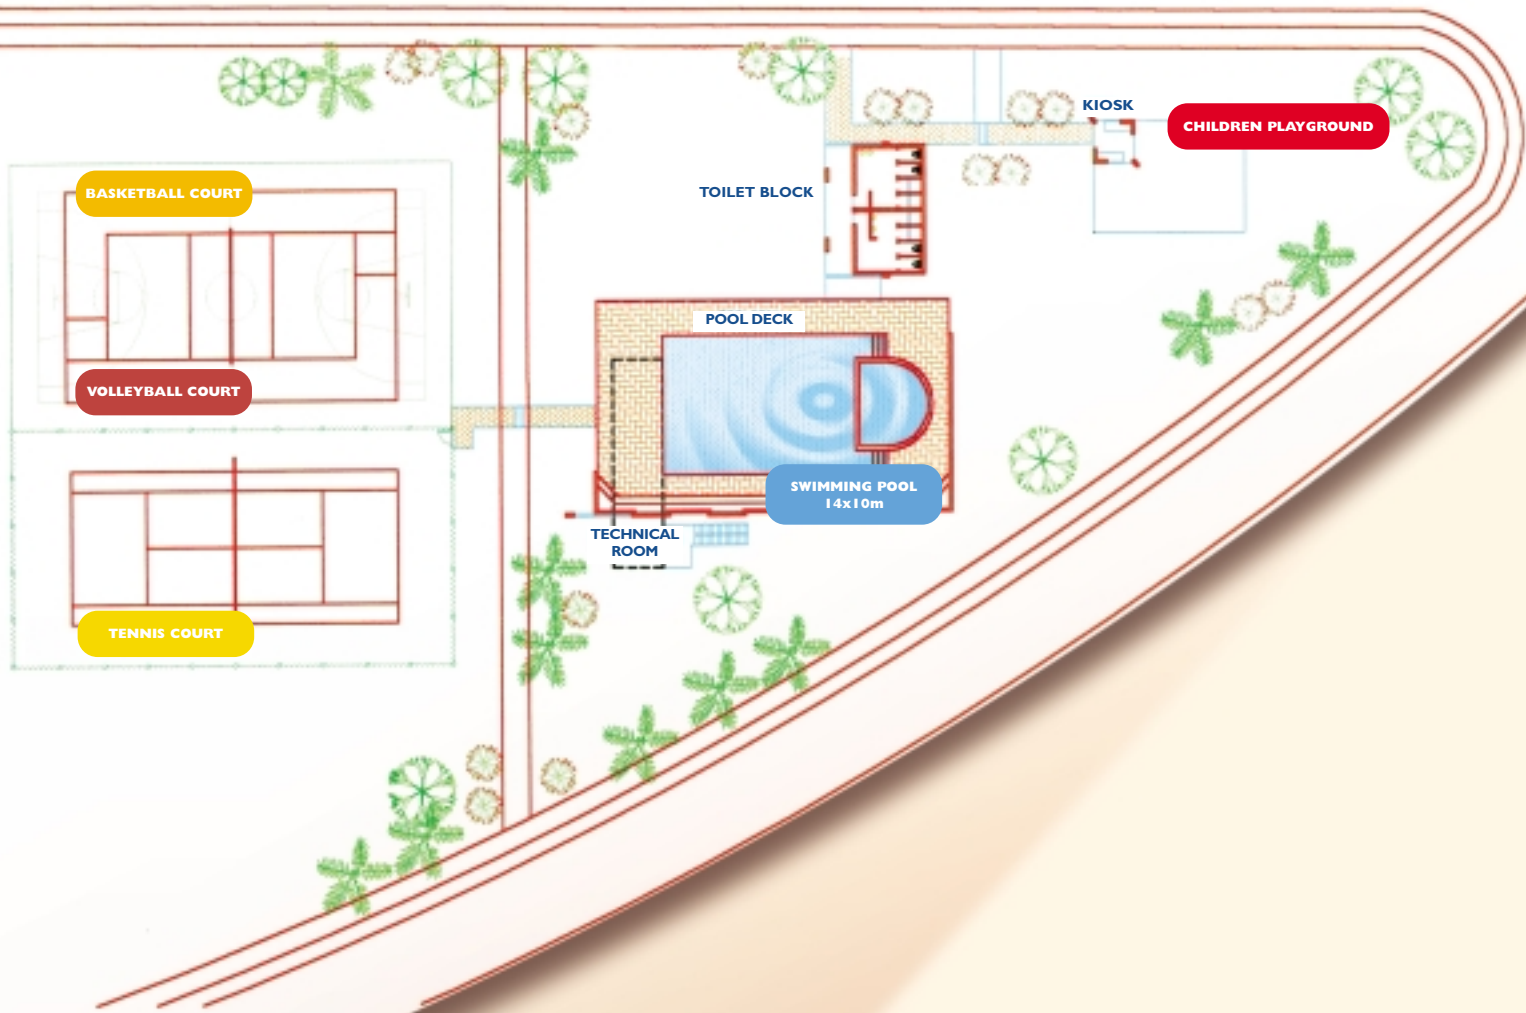 KIOSK
CHILDREN PLAYGROUND
BASKETBALL COURT
TOILET BLOCK
POOL DECK
VOLLEYBALL COURT
SWIMMING POOL
14x10m
TECHNICAL
ROOM
TENNIS COURT